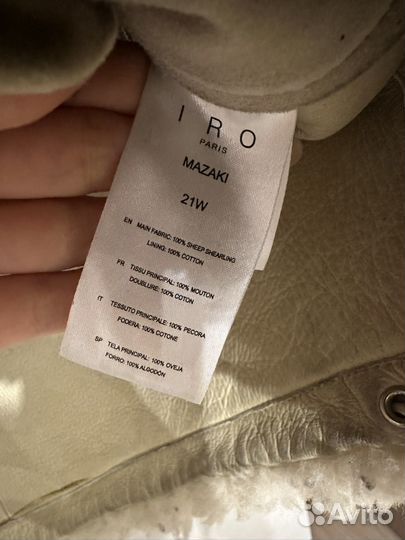 IRO
PARIS
MAZAKI
21W
EN MAIN FABRIC: 100% SHEEP SHEARLING
LINING: 100% COTTON
FR TISSU PRINCIPAL: 100% MOUTON
DOUBLURE: 100% COTON
IT TESSUTO PRINCIPALE: 100% PECORA
FODERA: 100% COTONE
SP TELA PRINCIPAL: 100% OVEJA
FORRO: 100% ALGODÓN
Avito